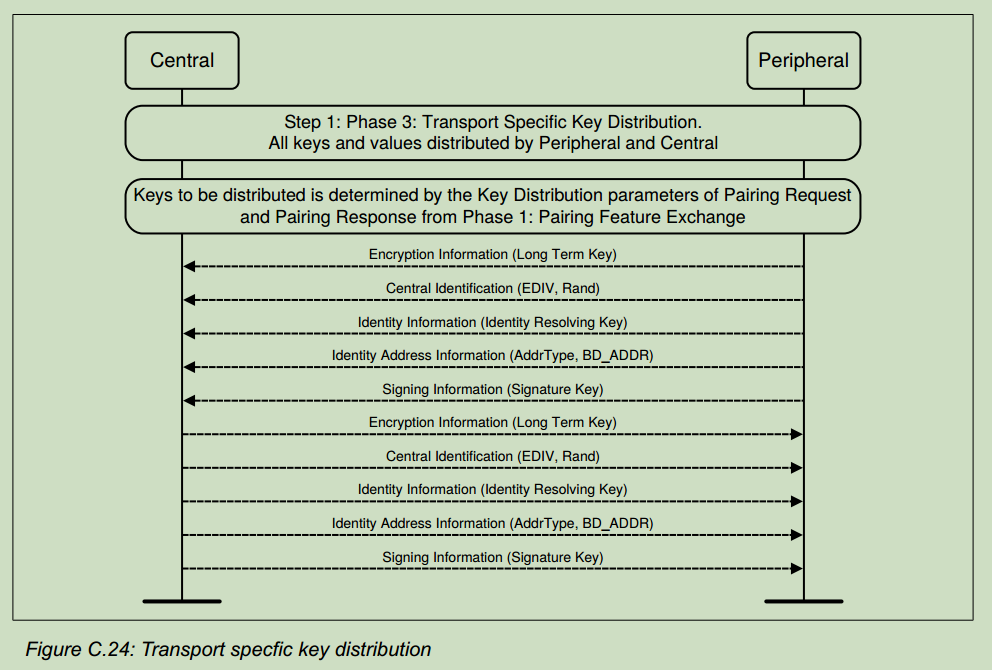 Central
Peripheral
Step 1: Phase 3: Transport Specific Key Distribution.
All keys and values distributed by Peripheral and Central
Keys to be distributed is determined by the Key Distribution parameters of Pairing Request
and Pairing Response from Phase 1: Pairing Feature Exchange
Encryption Information (Long Term Key)
Central Identification (EDIV, Rand)
Identity Information (Identity Resolving Key)
Identity Address Information (AddrType, BD_ADDR)
Signing Information (Signature Key)
Encryption Information (Long Term Key)
Central Identification (EDIV, Rand)
Identity Information (Identity Resolving Key)
Identity Address Information (AddrType, BD_ADDR)
Signing Information (Signature Key)
Figure C.24: Transport specfic key distribution